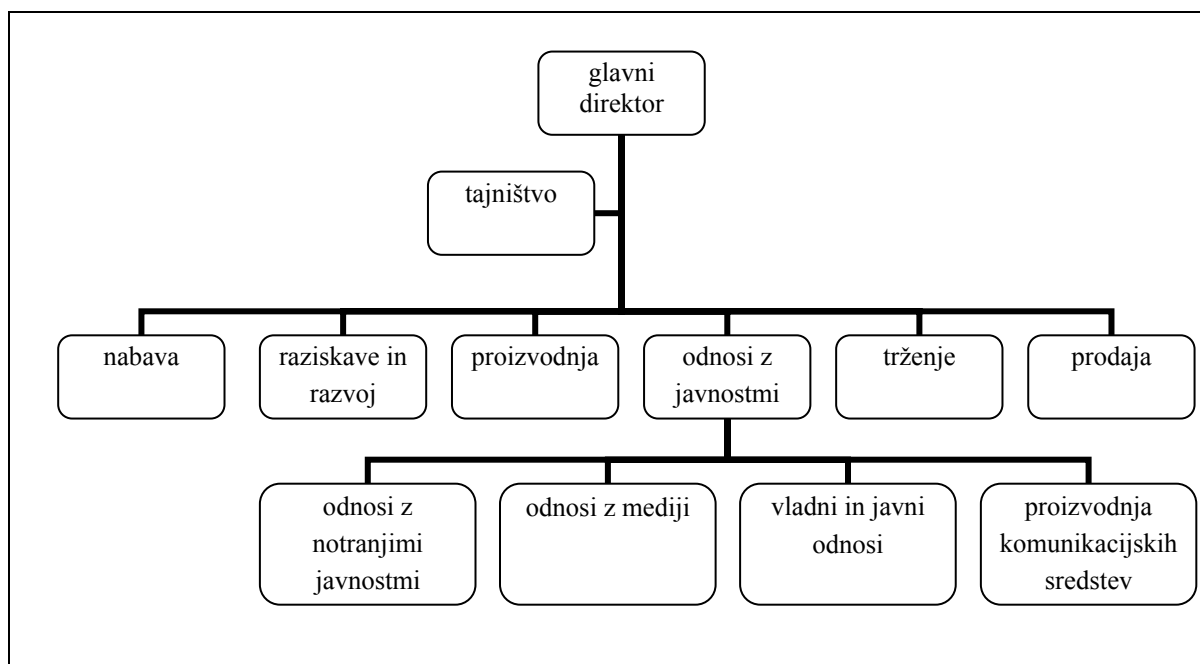 glavni
direktor
tajništvo
nabava
raziskave in
razvoj
proizvodnja
odnosi z
javnostmi
trženje
prodaja
odnosi z
notranjimi
javnostmi
odnosi z mediji
vladni in javni
odnosi
proizvodnja
komunikacijskih
sredstev